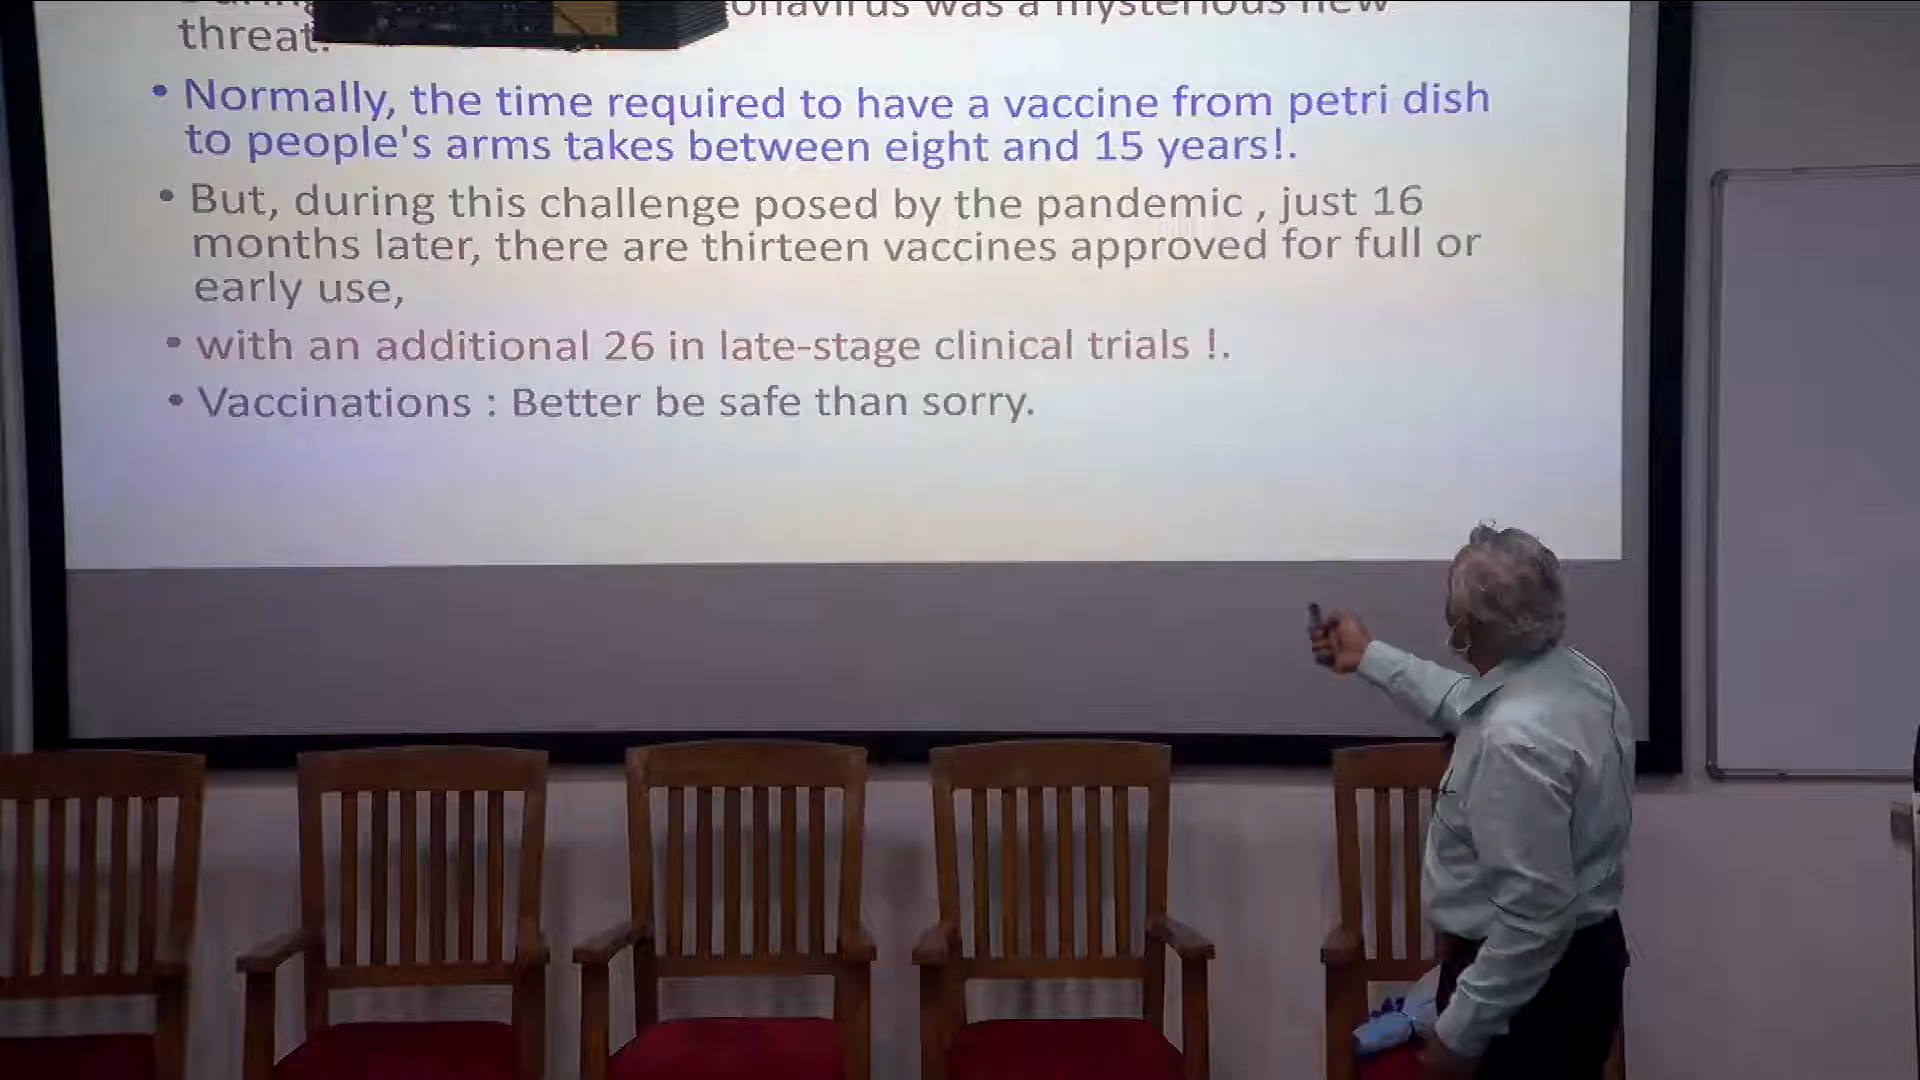 was a mysterious new
threat.
• Normally, the time required to have a vaccine from petri dish
to people's arms takes between eight and 15 years!.
• But, during this challenge posed by the pandemic , just 16
months later, there are thirteen vaccines approved for full or
early use,
• with an additional 26 in late-stage clinical trials !.
• Vaccinations : Better be safe than sorry.